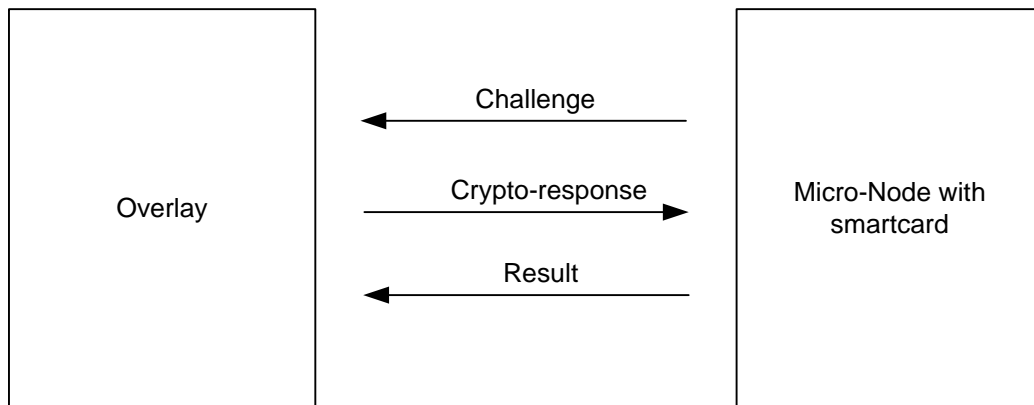 Challenge
Overlay
Crypto-response
Micro-Node with
smartcard
Result